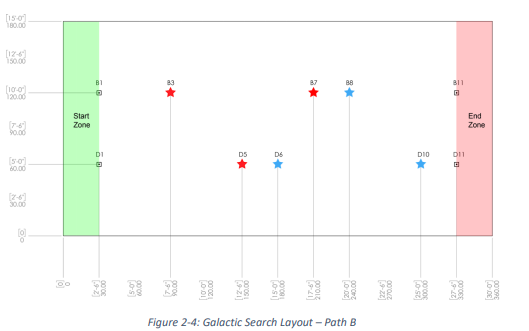 [15'-0"]
180.00
[12'-6"]
150.00
[10'-0"]
120.00
[7'-6"]
90.00
[5'-0"]
60.00
[2'-6"]
30.00
[0]
0
B1
B3
B7
B8
B11
Start
Zone
End
Zone
D1
D5
D6
D10
D11
[0]
0
[2'-6"]
30.00
[5'-0"]
60.00
[7'-6"]
90.00
[10'-0"]
120.00
[12'-6"]
150.00
[15'-0"]
180.00
[17'-6"]
210.00
[20'-0"]
240.00
[22'-6"]
270.00
[25'-0"]
300.00
[27'-6"]
330.00
[30'-0"]
360.00
Figure 2-4: Galactic Search Layout – Path B